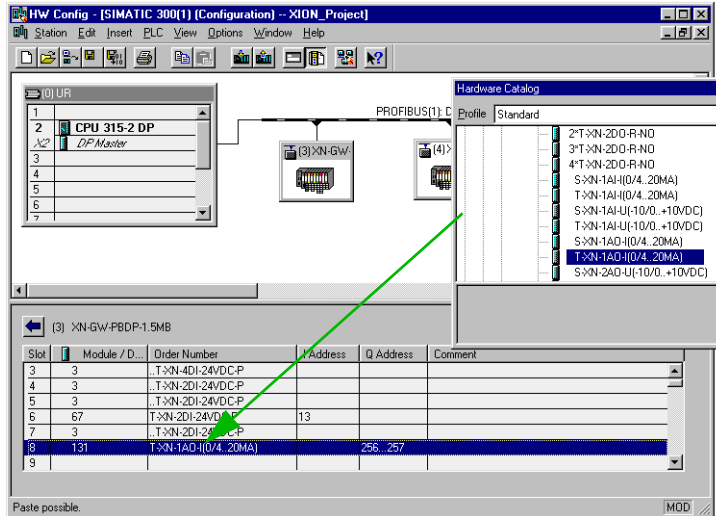 HW Config - [SIMATIC 300(1) (Configuration) -- XION_Project]
Station Edit Insert PLC View Options Window Help
(0) UR
1
2 CPU 315-2 DP
X2 DP Master
3
4
5
6
7
PROFIBUS(1): D
(3) XN-GW-
(4)
Hardware Catalog
Profile Standard
2*T-XN-2DO-R-NO
3*T-XN-2DO-R-NO
4*T-XN-2DO-R-NO
S-XN-1AI-I(0/4..20MA)
T-XN-1AI-I(0/4..20MA)
S-XN-1AI-U(-10/0..+10VDC)
T-XN-1AI-U(-10/0..+10VDC)
S-XN-1AO-I(0/4..20MA)
T-XN-1AO-I(0/4..20MA)
S-XN-2AO-U(-10/0..+10VDC)
(3) XN-GW-PBDP-1.5MB
Slot Module / D... Order Number I Address Q Address Comment
3 3 ..T-XN-4DI-24VDC-P
4 3 ..T-XN-2DI-24VDC-P
5 3 ..T-XN-2DI-24VDC-P
6 67 T-XN-2DI-24VDC-P 13
7 3 ..T-XN-2DI-24VDC-P
8 131 T-XN-1AO-I(0/4..20MA) 256...257
9
Paste possible. MOD